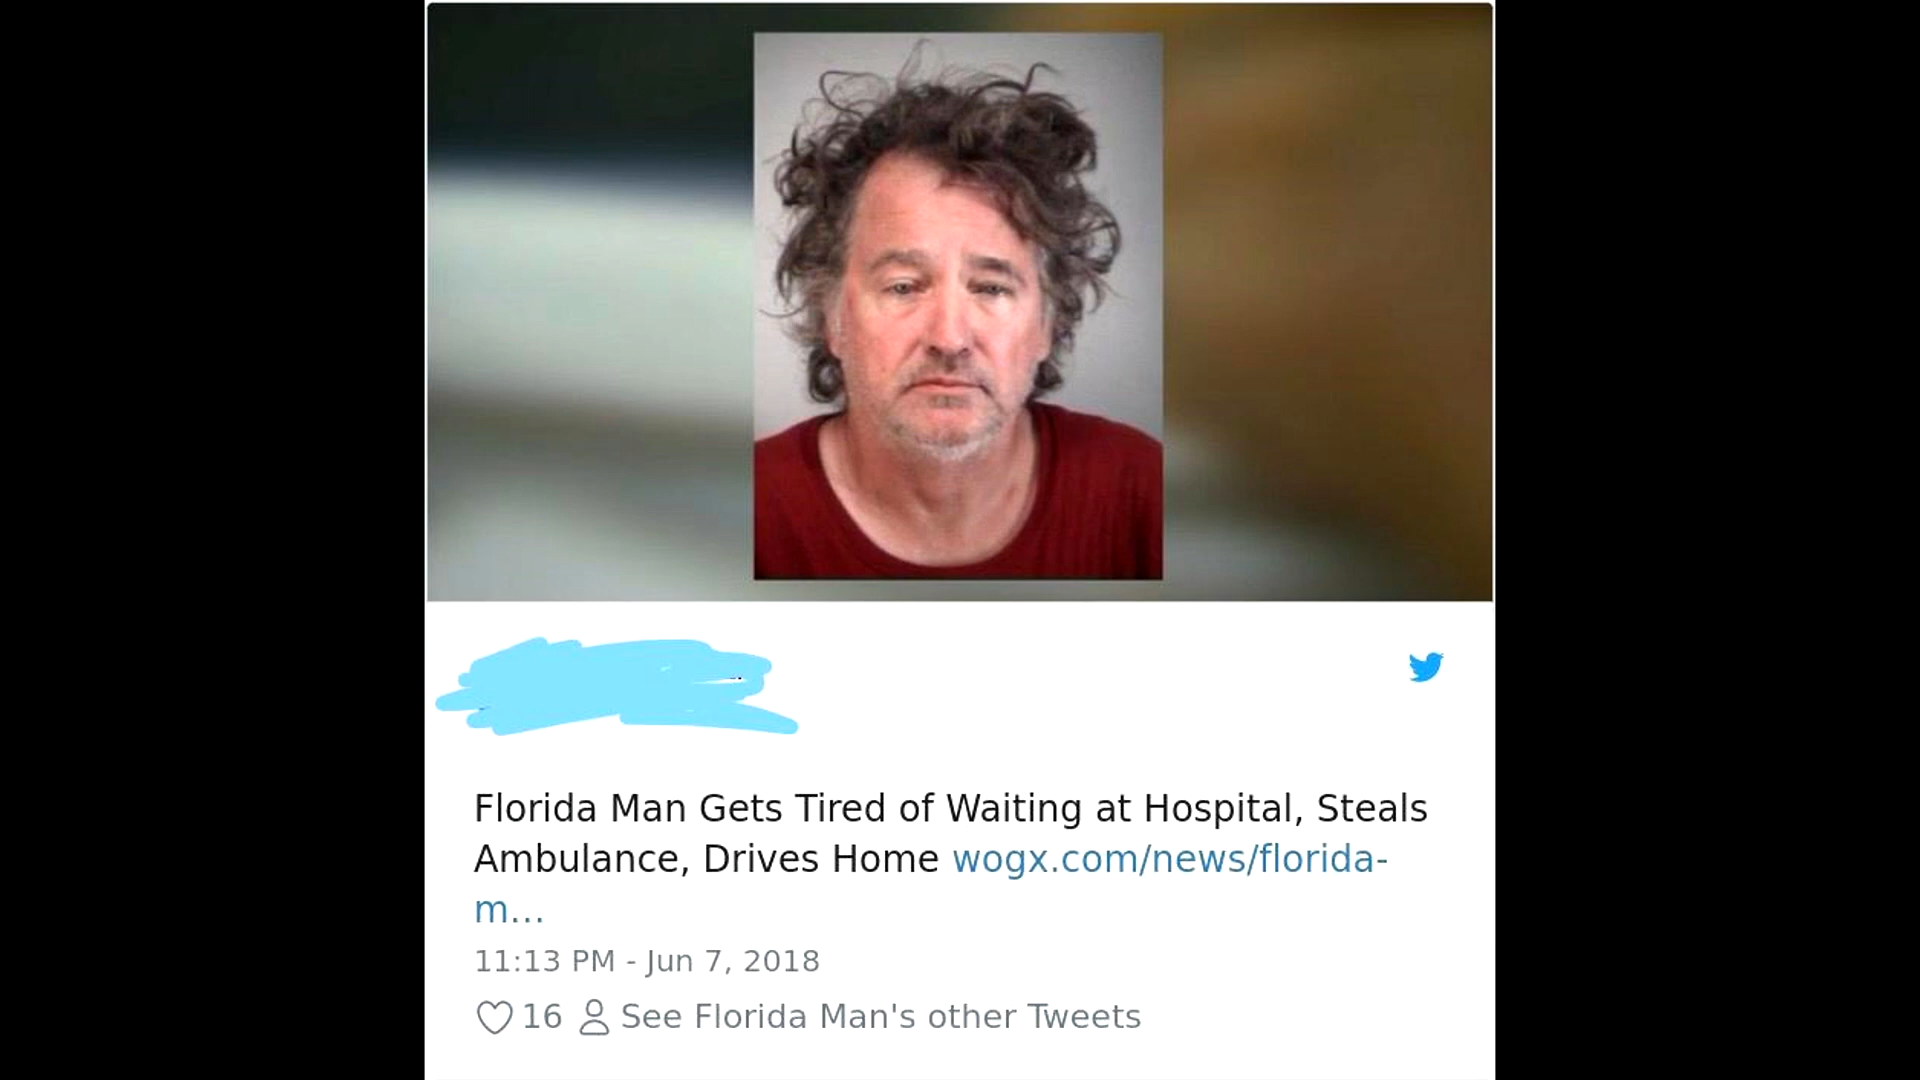 Florida Man Gets Tired of Waiting at Hospital, Steals
Ambulance, Drives Home wogx.com/news/florida-
m...
11:13 PM - Jun 7, 2018
16 See Florida Man's other Tweets